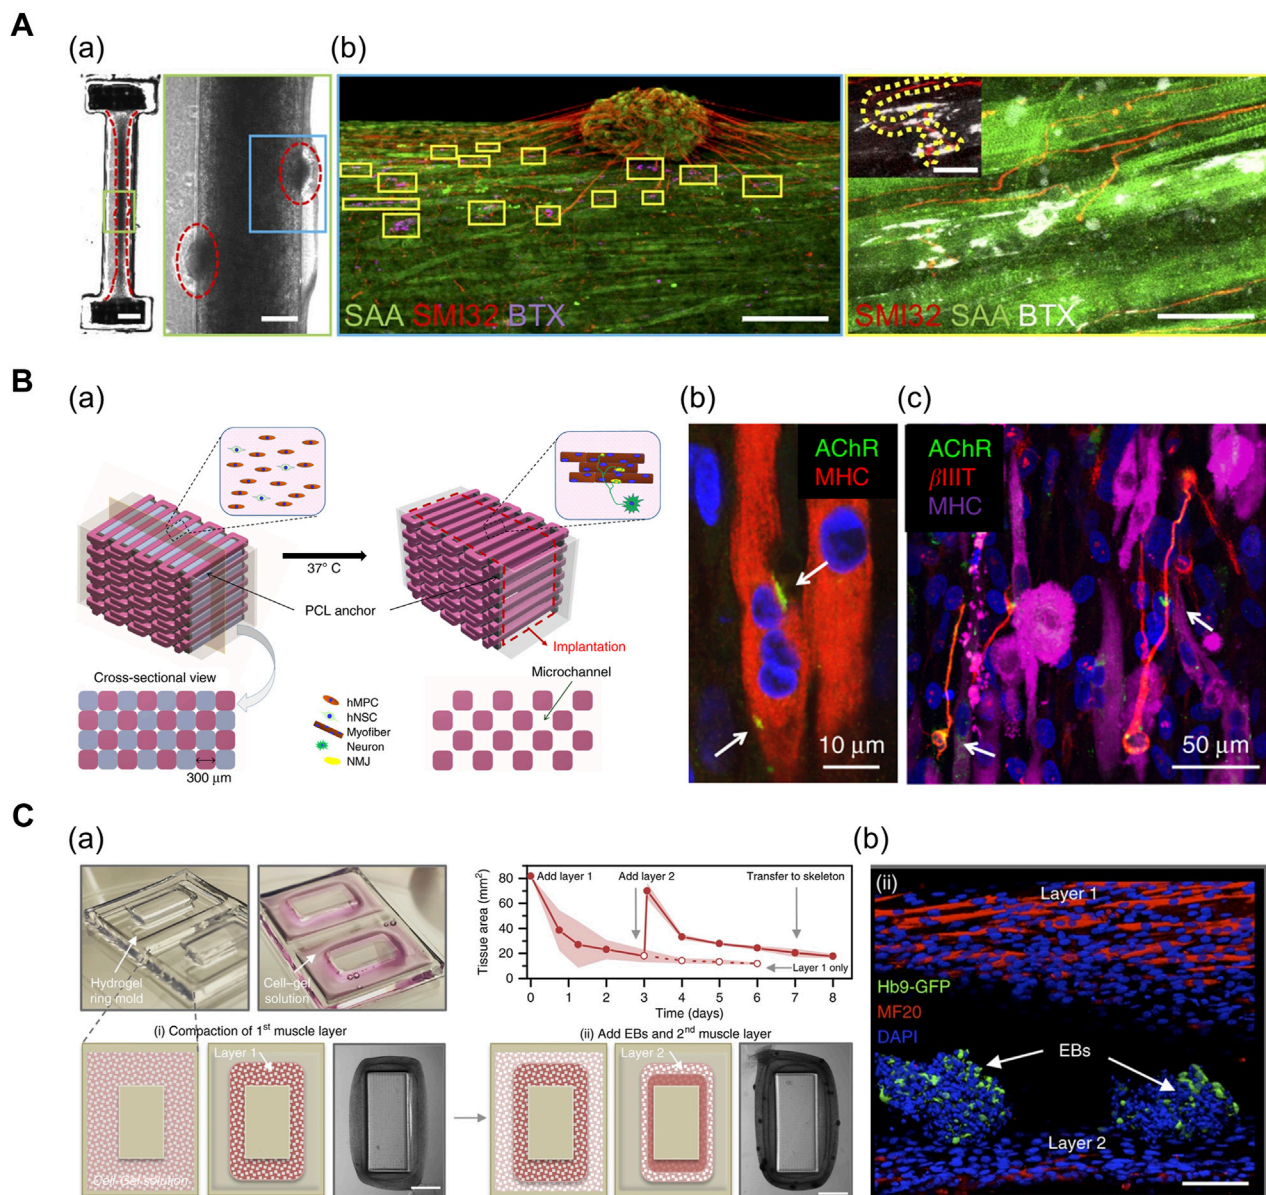 A
(a)
(b)
SAA SMI32 BTX
SMI32 SAA BTX
B
(a)
37° C
PCL anchor
Implantation
Microchannel
Cross-sectional view
300 µm
hMPC
hNSC
Myofiber
Neuron
NMJ
(b)
AChR
MHC
10 µm
(c)
AChR
βIIIT
MHC
50 µm
C
(a)
Hydrogel
ring mold
Cell–gel
solution
Tissue area (mm²)
80
60
40
20
0
Add layer 1
Add layer 2
Transfer to skeleton
Layer 1 only
0 1 2 3 4 5 6 7 8
Time (days)
(i) Compaction of 1st muscle layer
Layer 1
Cell-Gel solution
(ii) Add EBs and 2nd muscle layer
Layer 2
(b)
(ii)
Layer 1
Hb9-GFP
MF20
DAPI
EBs
Layer 2